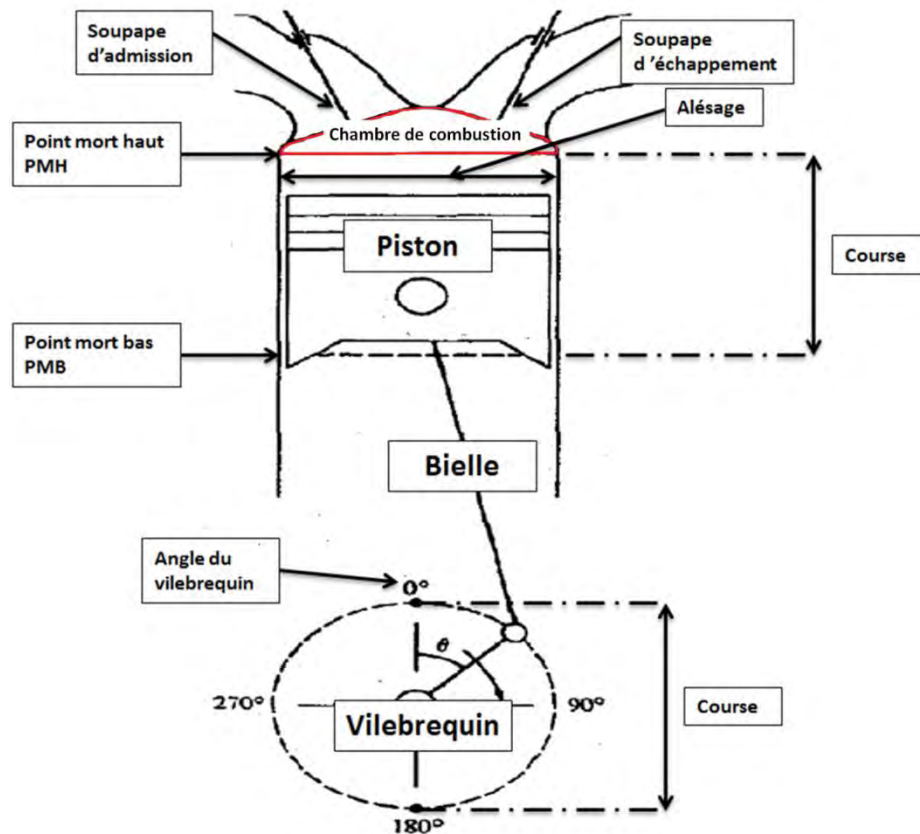 Soupape
d'admission
Soupape
d 'échappement
Alésage
Chambre de combustion
Point mort haut
PMH
Piston
Course
Point mort bas
PMB
Bielle
Angle du
vilebrequin
0°
θ
270°
90°
Vilebrequin
Course
180°